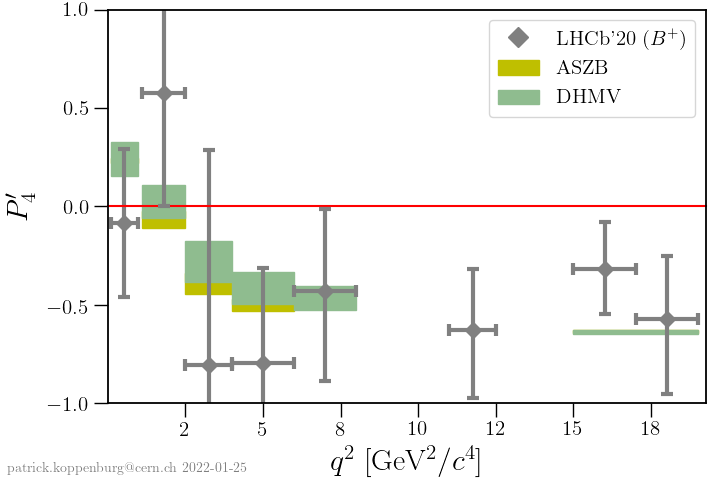 1.0
0.5
0.0
−0.5
−1.0
P′4
LHCb'20 (B+)
ASZB
DHMV
2 5 8 10 12 15 18
q2 [GeV2/c4]
patrick.koppenburg@cern.ch 2022-01-25